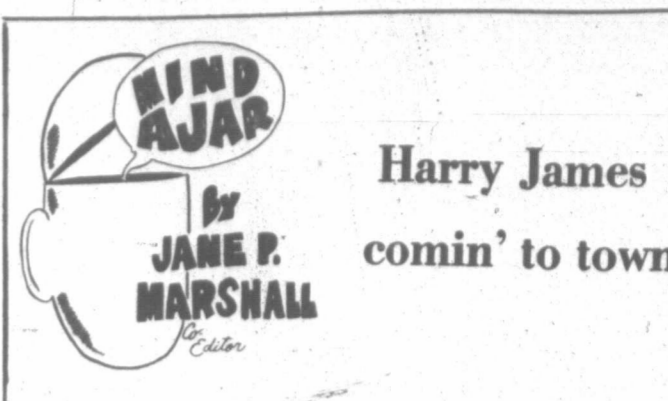 MIND
AJAR
by
JANE P.
MARSHALL
Co-
Editor
Harry James
comin' to town